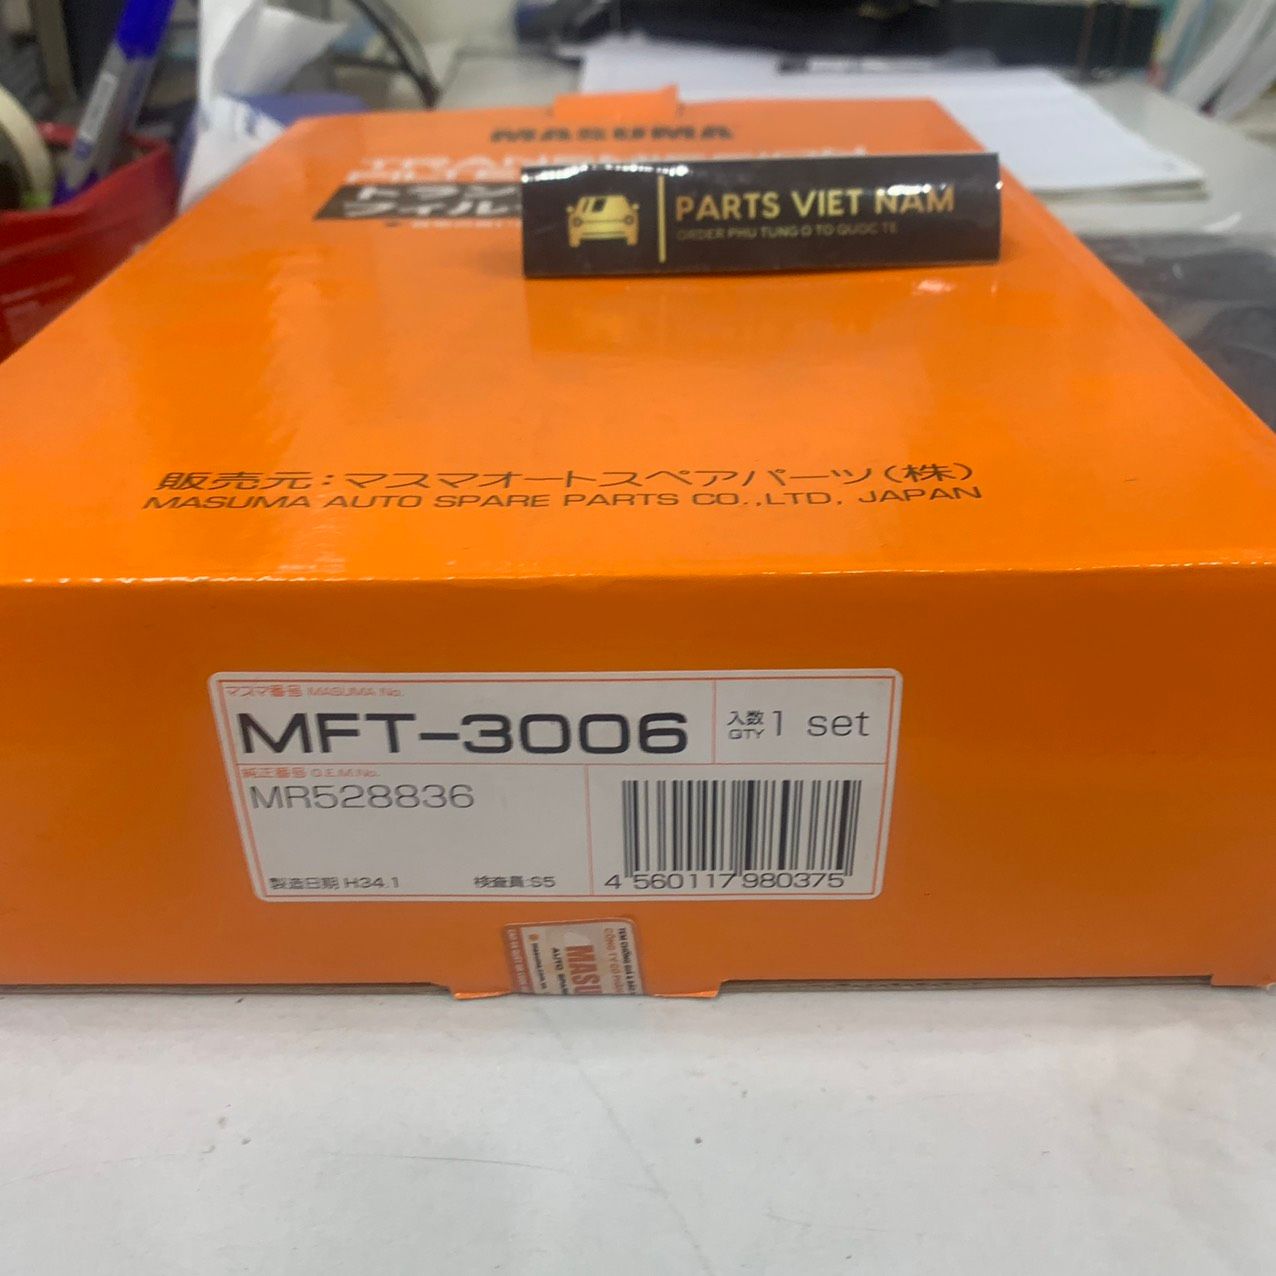 MASUMA
PARTS VIET NAM
ORDER PHU TUNG O TO QUOC TE
販売元：マスマオートスペアパーツ(株)
MASUMA AUTO SPARE PARTS CO.,LTD, JAPAN
マスマ番号 MASUMA No.
MFT-3006
入数
QTY
1 set
純正番号 O.E.M.No.
MR528836
製造日期 H34.1
検査員:S5
4 560117 980375